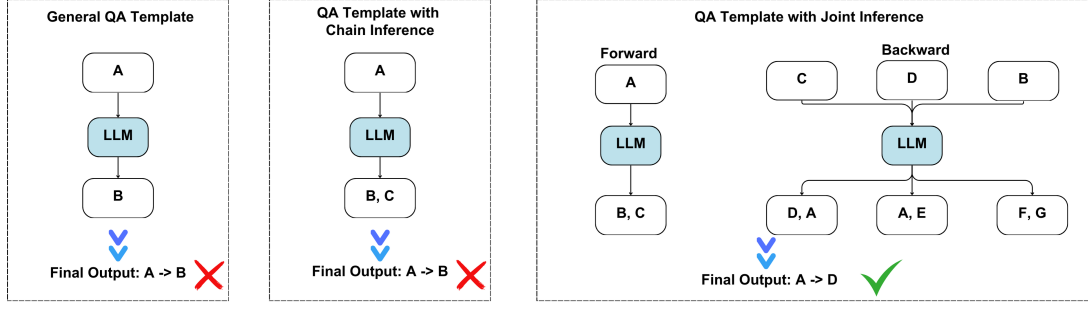 General QA Template
A
LLM
B
Final Output: A -> B
QA Template with
Chain Inference
A
LLM
B, C
Final Output: A -> B
QA Template with Joint Inference
Forward
A
LLM
B, C
Backward
C
D
B
LLM
D, A
A, E
F, G
Final Output: A -> D